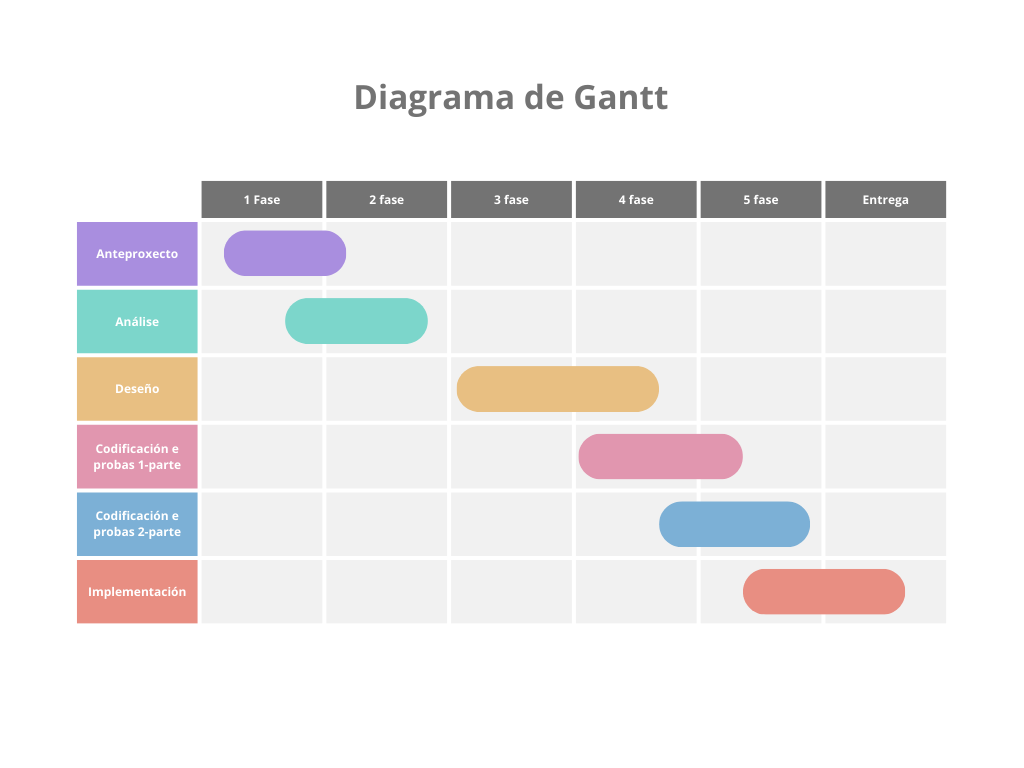 Diagrama de Gantt
1 Fase
2 fase
3 fase
4 fase
5 fase
Entrega
Anteproxecto
Análise
Deseño
Codificación e
probas 1-parte
Codificación e
probas 2-parte
Implementación